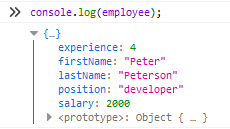 console.log(employee);
{…}
experience: 4
firstName: "Peter"
lastName: "Peterson"
position: "developer"
salary: 2000
<prototype>: Object { … }